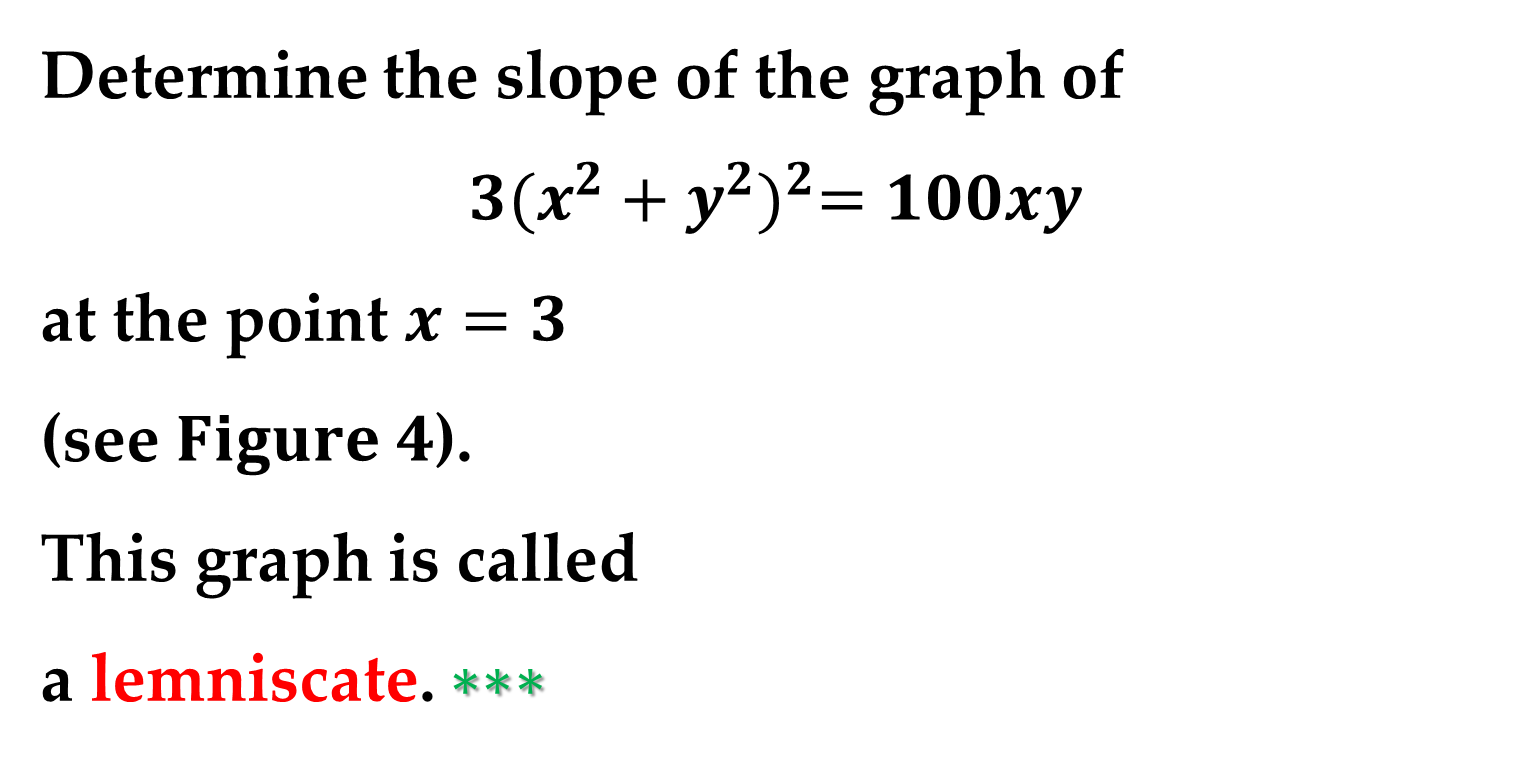 Determine the slope of the graph of
3(x² + y²)²= 100xy
at the point x = 3
(see Figure 4).
This graph is called
a lemniscate. ***